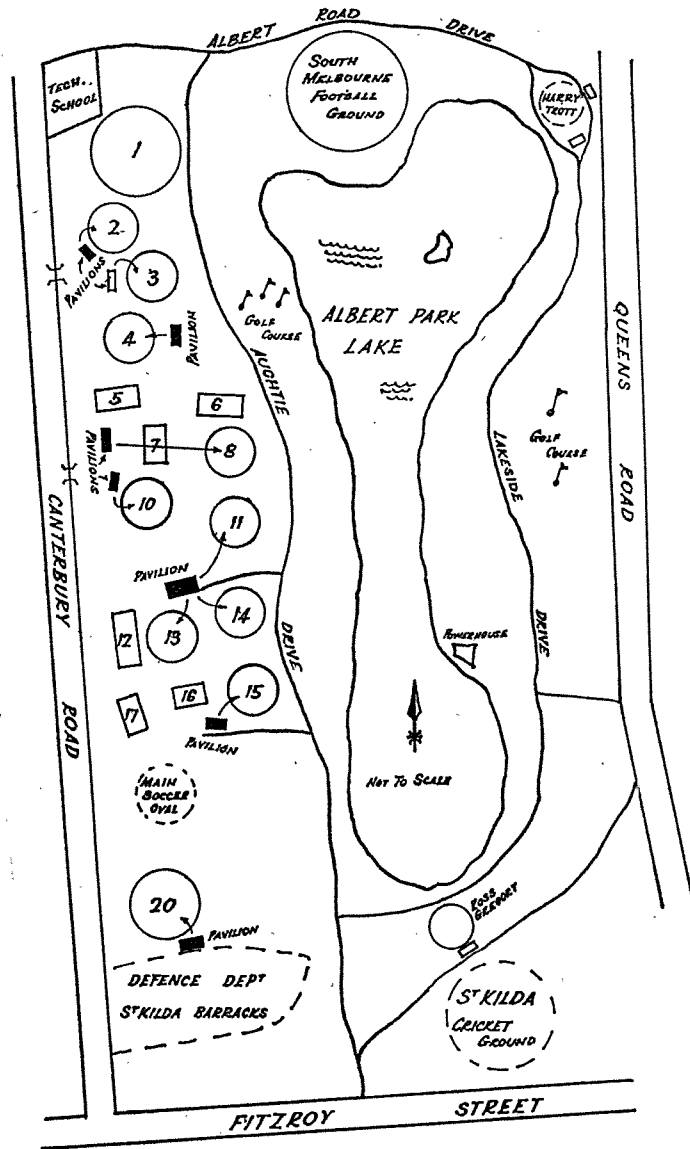 ALBERT ROAD DRIVE
TECH..
SCHOOL
SOUTH
MELBOURNE
FOOTBALL
GROUND
HARRY
TROTT
1
2
PAVILIONS
3
4
PAVILION
GOLF
COURSE
ALBERT PARK
LAKE
QUEENS ROAD
5
6
AUGHTIE DRIVE
PAVILIONS
7
8
GOLF
COURSE
LAKESIDE DRIVE
10
11
CANTERBURY ROAD
PAVILION
12
13
14
POWERHOUSE
15
16
17
PAVILION
NOT TO SCALE
MAIN
SOCCER
OVAL
20
PAVILION
ROSS
GREGORY
DEFENCE DEPT
ST KILDA BARRACKS
ST KILDA
CRICKET
GROUND
FITZROY STREET